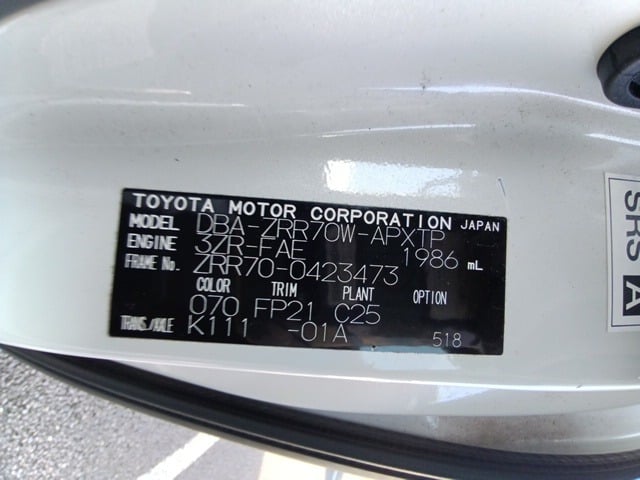 TOYOTA MOTOR CORPORATION JAPAN
MODEL DBA-ZRR70W-APXTP
ENGINE 3ZR-FAE 1986 mL
FRAME No. ZRR70-0423473
COLOR TRIM PLANT OPTION
070 FP21 C25
TRANS./AXLE K111 -01A 518
SRS A